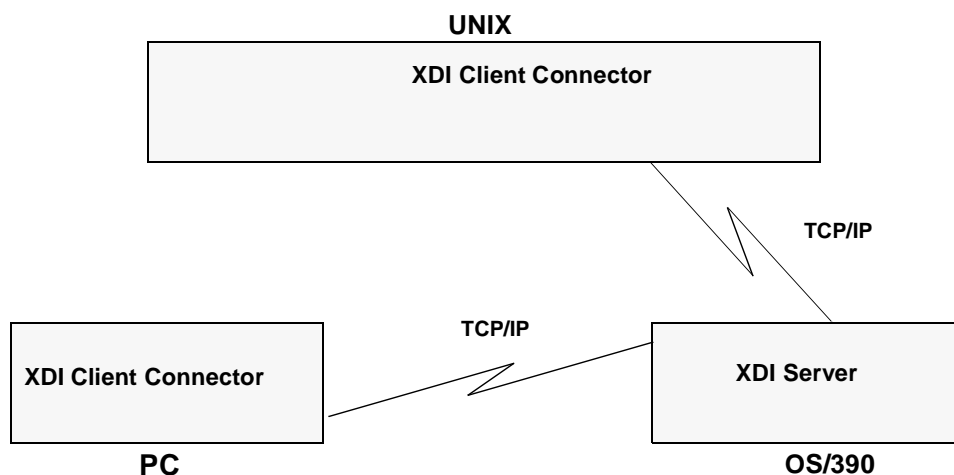 UNIX
XDI Client Connector
TCP/IP
TCP/IP
XDI Client Connector
XDI Server
PC
OS/390